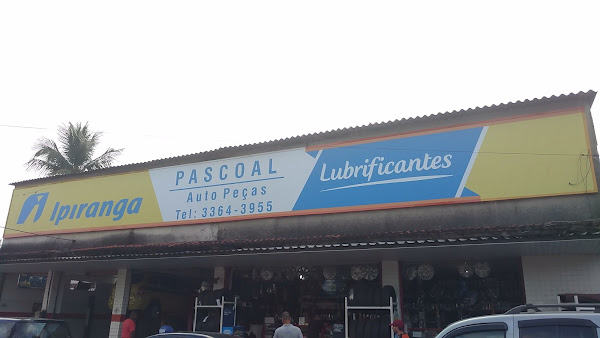 Ipiranga
PASCOAL
Auto Peças
Tel: 3364-3955
Lubrificantes